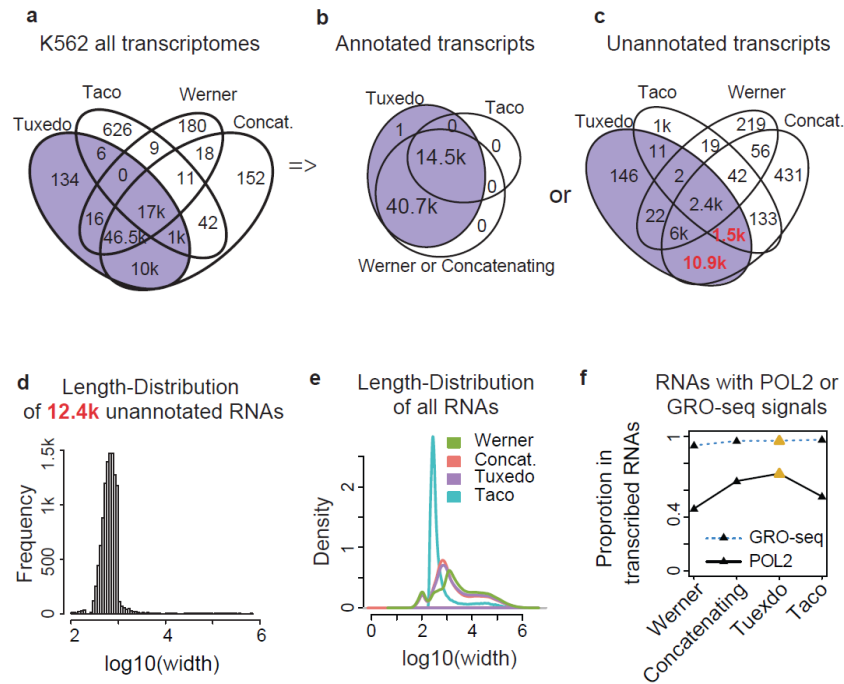 a
K562 all transcriptomes
Taco
Werner
Tuxedo
Concat.
626
180
6
9
18
134
0
11
152
16
17k
46.5k
1k
42
10k
=>
b
Annotated transcripts
Tuxedo
Taco
1
0
0
14.5k
0
40.7k
0
Werner or Concatenating
or
c
Unannotated transcripts
Taco
Werner
Tuxedo
Concat.
1k
219
11
19
56
146
2
42
431
22
2.4k
6k
1.5k
133
10.9k
d
Length-Distribution
of 12.4k unannotated RNAs
Frequency
0
500
1k
1.5k
2
4
6
log10(width)
e
Length-Distribution
of all RNAs
Werner
Concat.
Tuxedo
Taco
Density
0
1
2
0
2
4
6
log10(width)
f
RNAs with POL2 or
GRO-seq signals
Proprotion in
transcribed RNAs
0
0.4
1
GRO-seq
POL2
Werner
Concatenating
Tuexdo
Taco